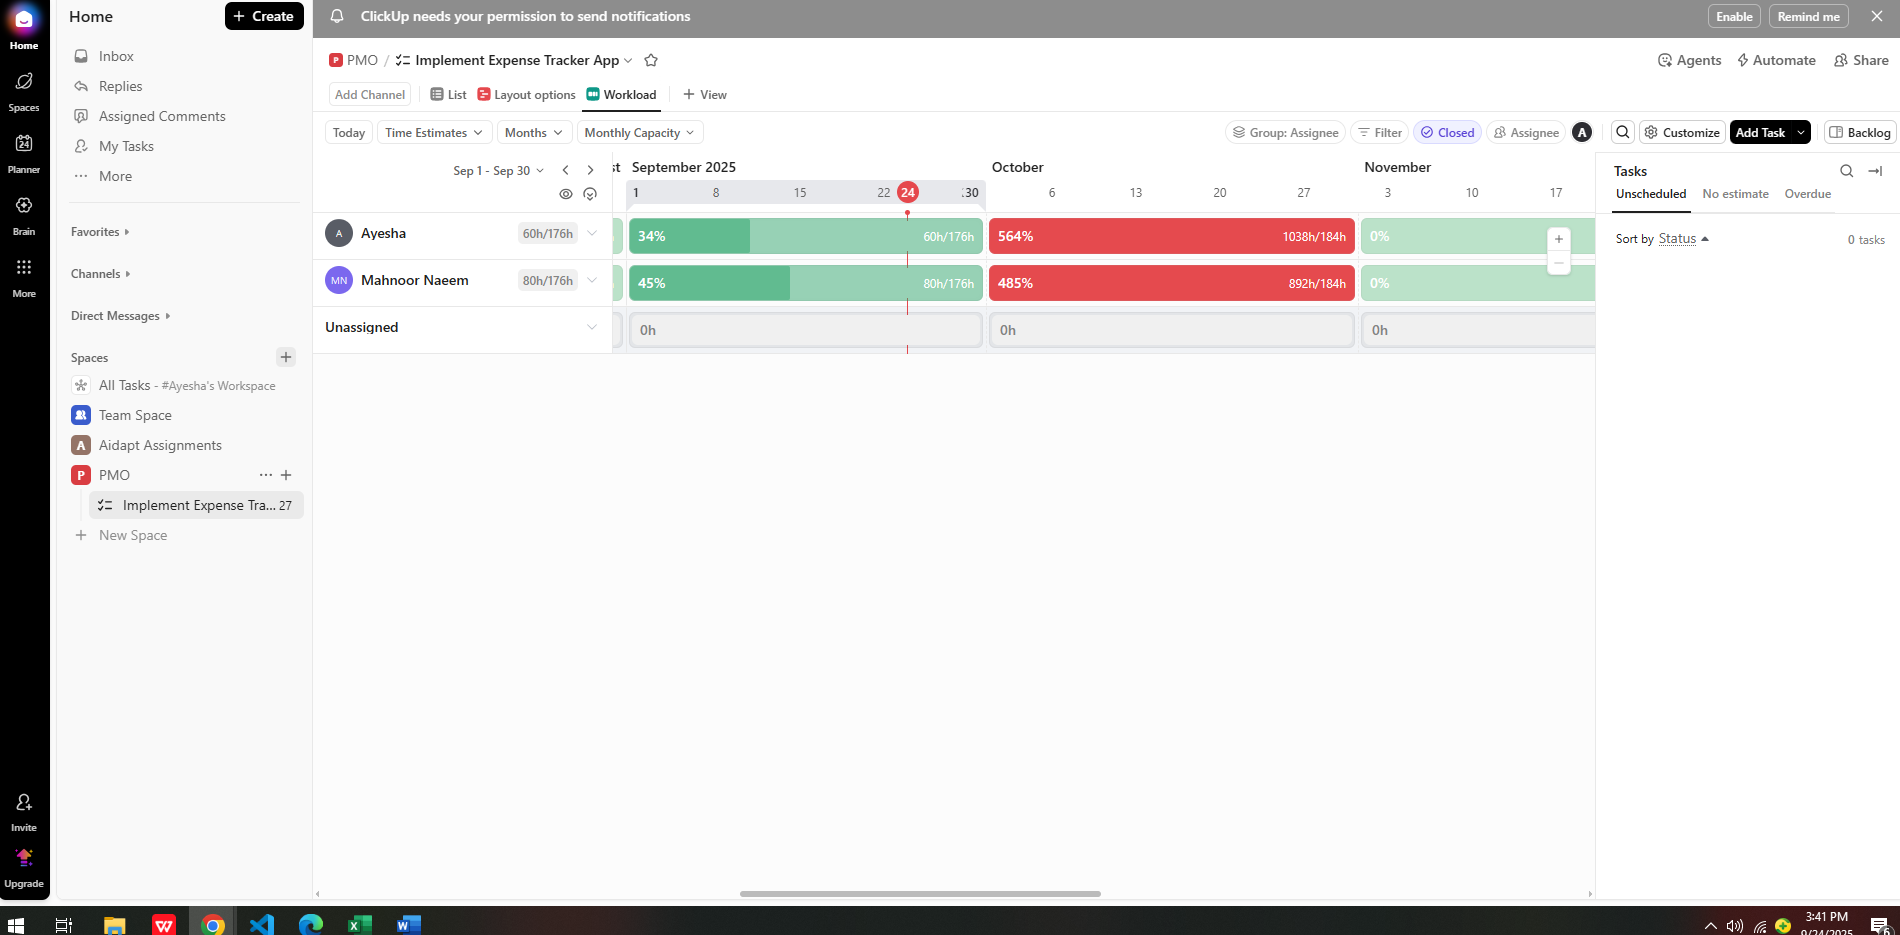 Home
Create
ClickUp needs your permission to send notifications
Enable
Remind me
Home
Spaces
Planner
24
Brain
More
Invite
Upgrade
Inbox
Replies
Assigned Comments
My Tasks
More
Favorites
Channels
Direct Messages
Spaces
All Tasks - #Ayesha's Workspace
Team Space
A Aidapt Assignments
P PMO
Implement Expense Tra... 27
New Space
P PMO / Implement Expense Tracker App
Agents
Automate
Share
Add Channel
List
Layout options
Workload
View
Today
Time Estimates
Months
Monthly Capacity
Group: Assignee
Filter
Closed
Assignee
A
Customize
Add Task
Backlog
Sep 1 - Sep 30
st September 2025 October November
1 8 15 22 24 30 6 13 20 27 3 10 17
A Ayesha 60h/176h 34% 60h/176h 564% 1038h/184h 0%
MN Mahnoor Naeem 80h/176h 45% 80h/176h 485% 892h/184h 0%
Unassigned 0h 0h 0h
Tasks
Unscheduled No estimate Overdue
Sort by Status 0 tasks
3:41 PM
9/24/2025
6